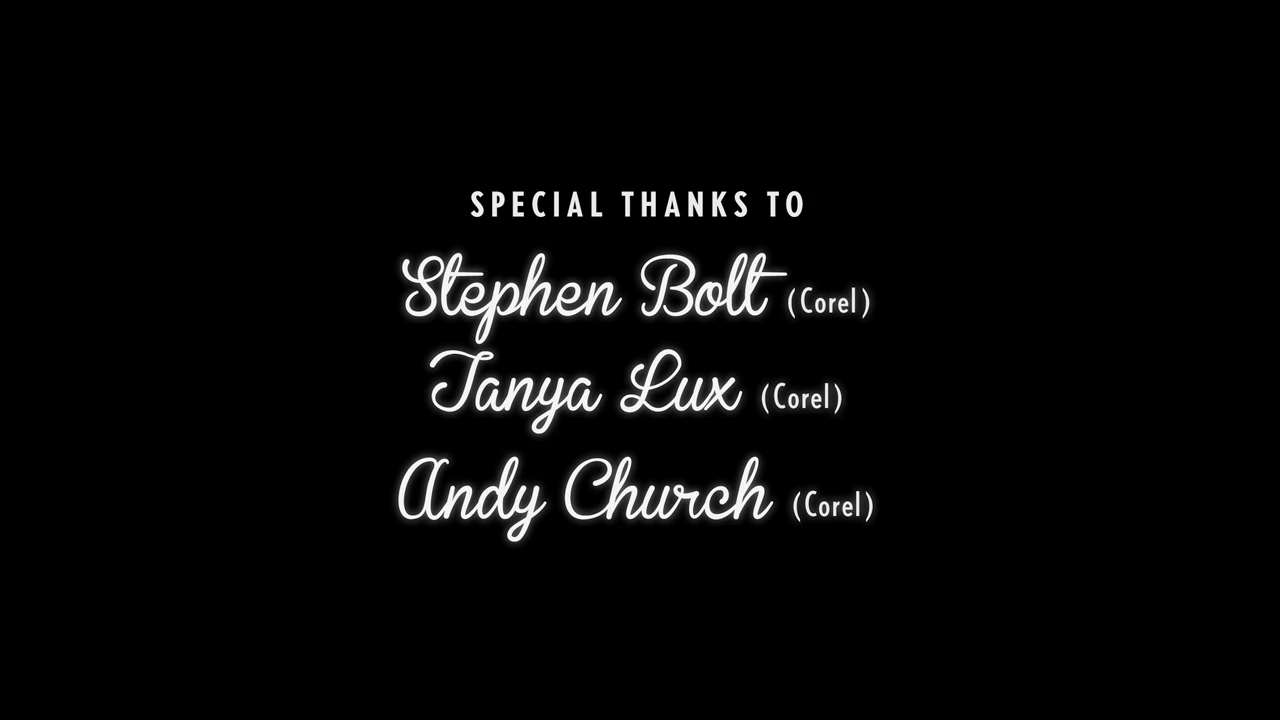 SPECIAL THANKS TO
Stephen Bolt (Corel)
Tanya Lux (Corel)
Andy Church (Corel)